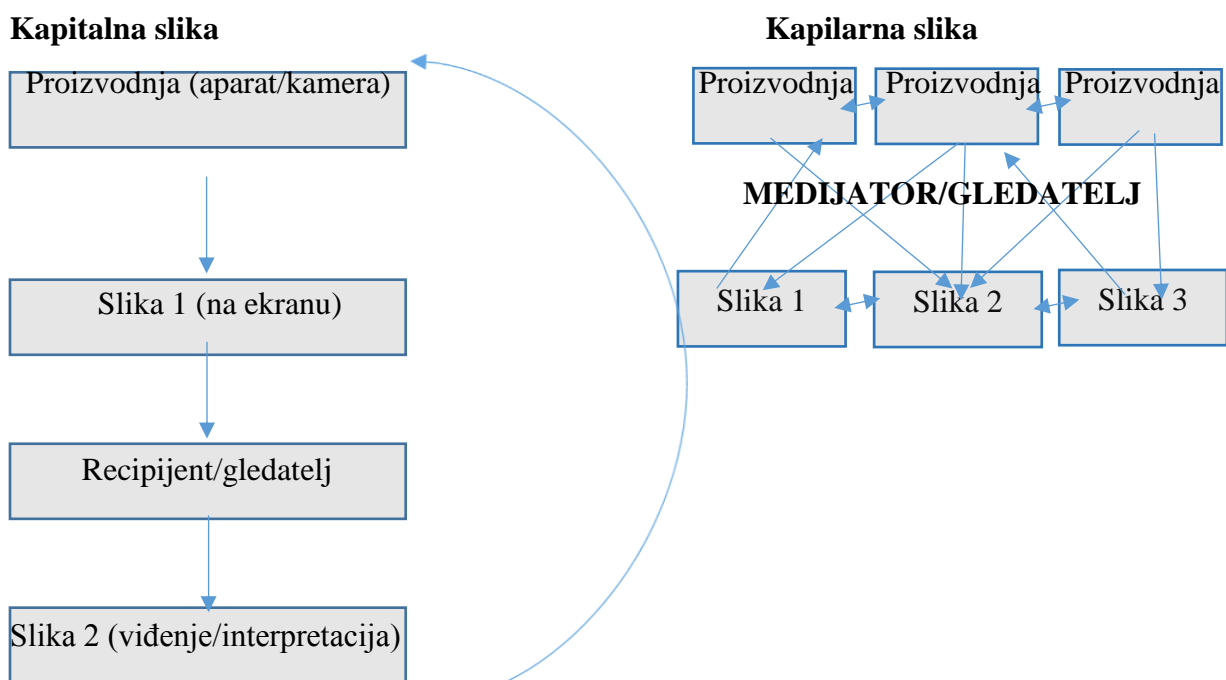 Kapitalna slika
Proizvodnja (aparat/kamera)
Slika 1 (na ekranu)
Recipijent/gledatelj
Slika 2 (viđenje/interpretacija)
Kapilarna slika
Proizvodnja Proizvodnja Proizvodnja
MEDIJATOR/GLEDATELJ
Slika 1 Slika 2 Slika 3